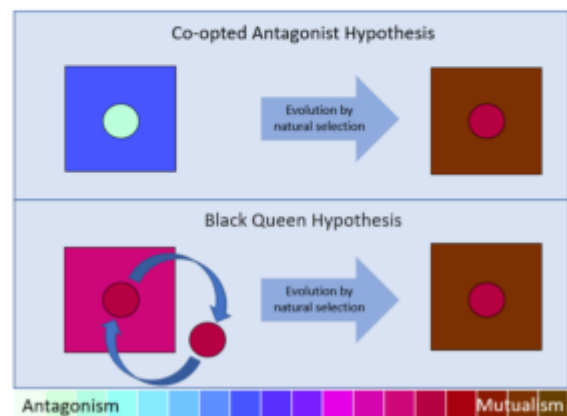 Co-opted Antagonist Hypothesis
Evolution by
natural selection
Black Queen Hypothesis
Evolution by
natural selection
Antagonism
Mutualism